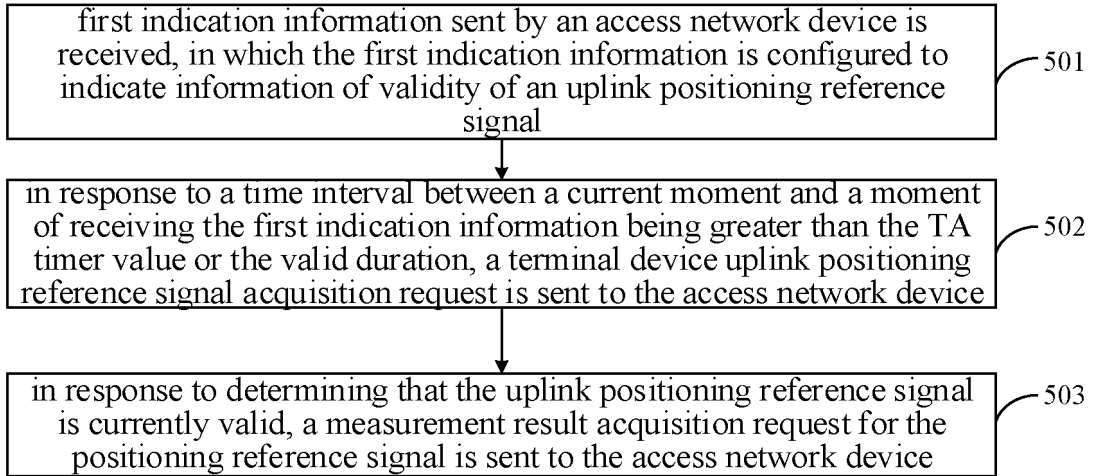 first indication information sent by an access network device is
received, in which the first indication information is configured to
indicate information of validity of an uplink positioning reference
signal
501
in response to a time interval between a current moment and a moment
of receiving the first indication information being greater than the TA
timer value or the valid duration, a terminal device uplink positioning
reference signal acquisition request is sent to the access network device
502
in response to determining that the uplink positioning reference signal
is currently valid, a measurement result acquisition request for the
positioning reference signal is sent to the access network device
503